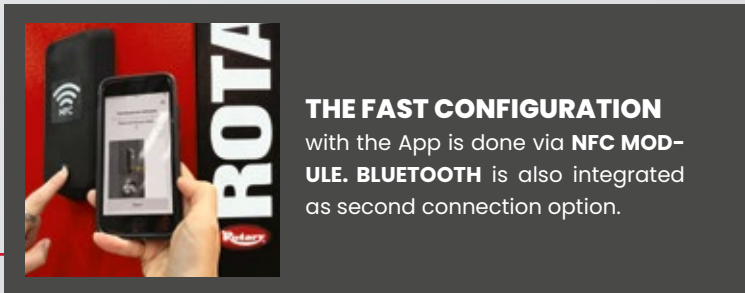 NFC
ROTA
Rotary
THE FAST CONFIGURATION
with the App is done via NFC MOD-
ULE. BLUETOOTH is also integrated
as second connection option.